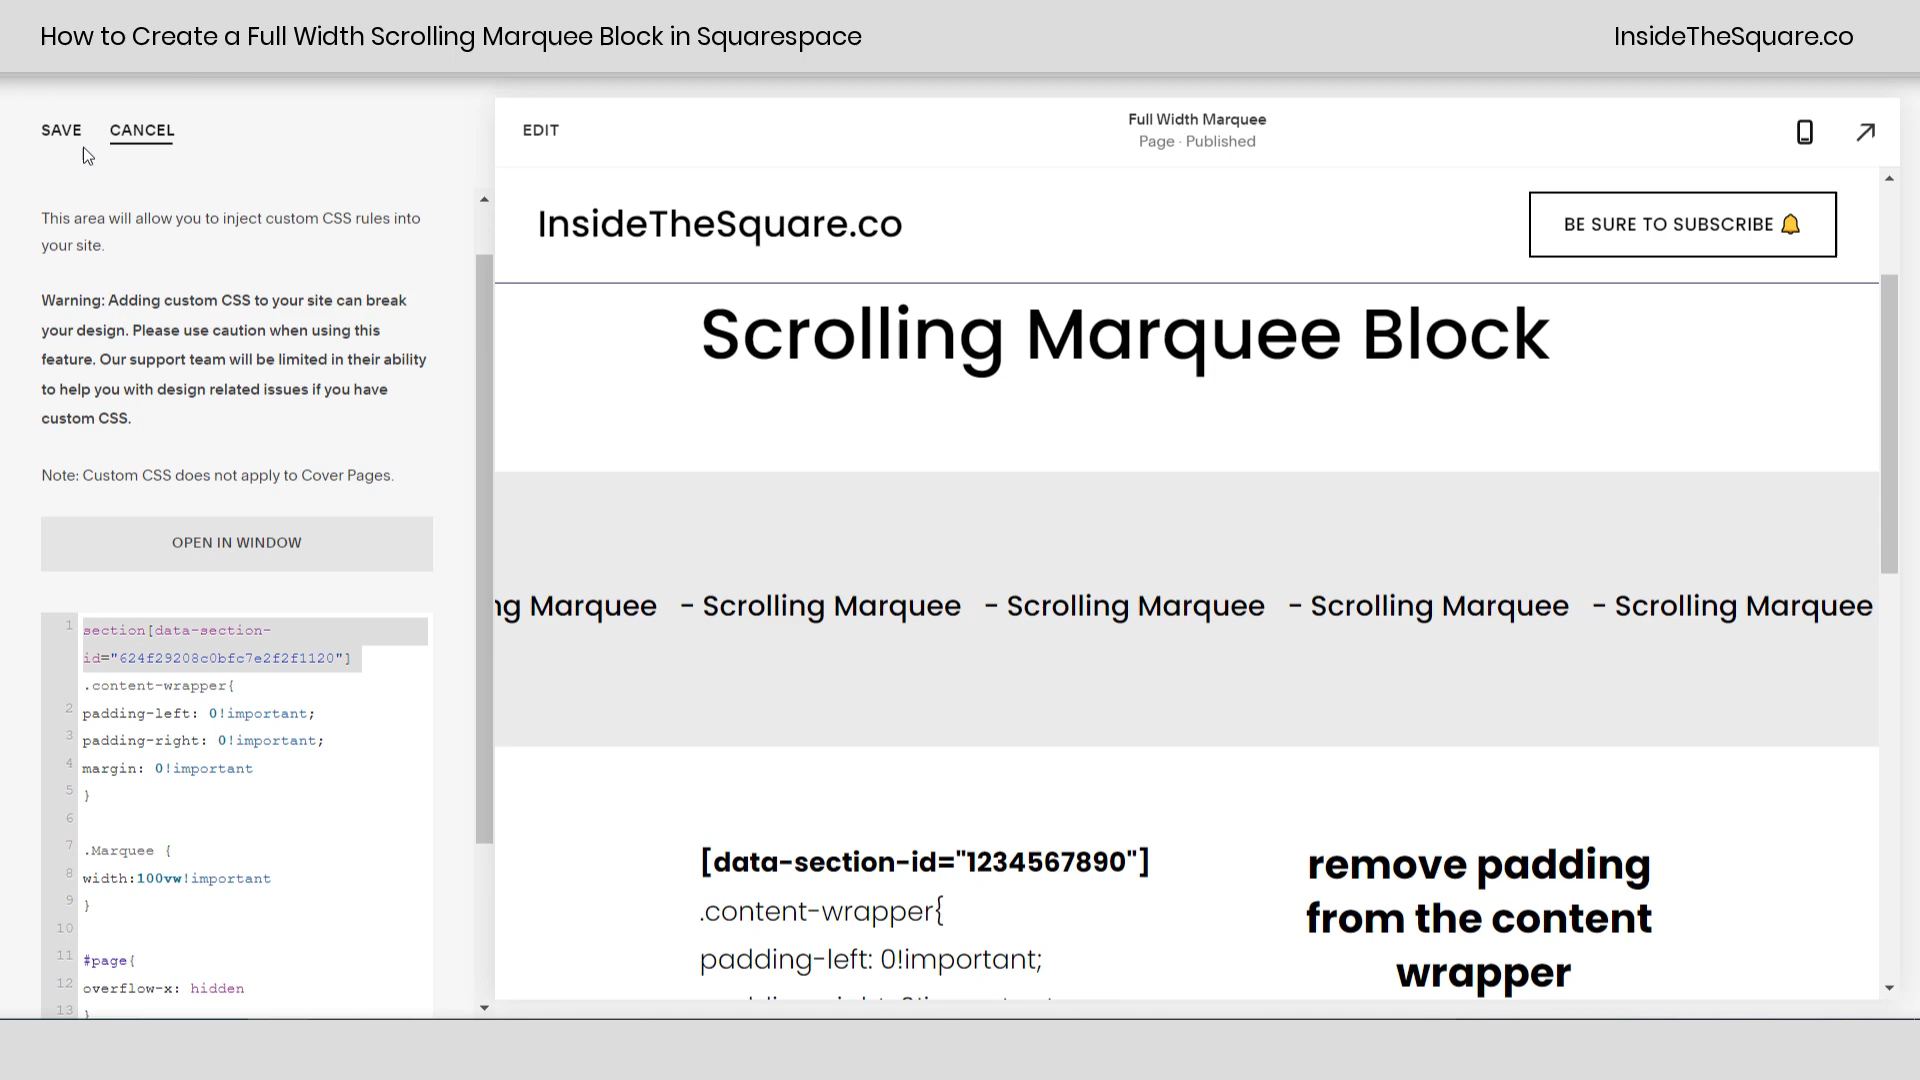 How to Create a Full Width Scrolling Marquee Block in Squarespace
InsideTheSquare.co
SAVE CANCEL
This area will allow you to inject custom CSS rules into
your site.
Warning: Adding custom CSS to your site can break
your design. Please use caution when using this
feature. Our support team will be limited in their ability
to help you with design related issues if you have
custom CSS.
Note: Custom CSS does not apply to Cover Pages.
OPEN IN WINDOW
1 section[data-section-
id="624f29208c0bfc7e2f2f1120"]
.content-wrapper{
2 padding-left: 0!important;
3 padding-right: 0!important;
4 margin: 0!important
5 }
6
7 .Marquee {
8 width:100vw!important
9 }
10
11 #page{
12 overflow-x: hidden
13 }
EDIT
Full Width Marquee
Page · Published
InsideTheSquare.co
BE SURE TO SUBSCRIBE 🔔
Scrolling Marquee Block
ng Marquee - Scrolling Marquee - Scrolling Marquee - Scrolling Marquee - Scrolling Marquee
[data-section-id="1234567890"]
.content-wrapper{
padding-left: 0!important;
remove padding
from the content
wrapper